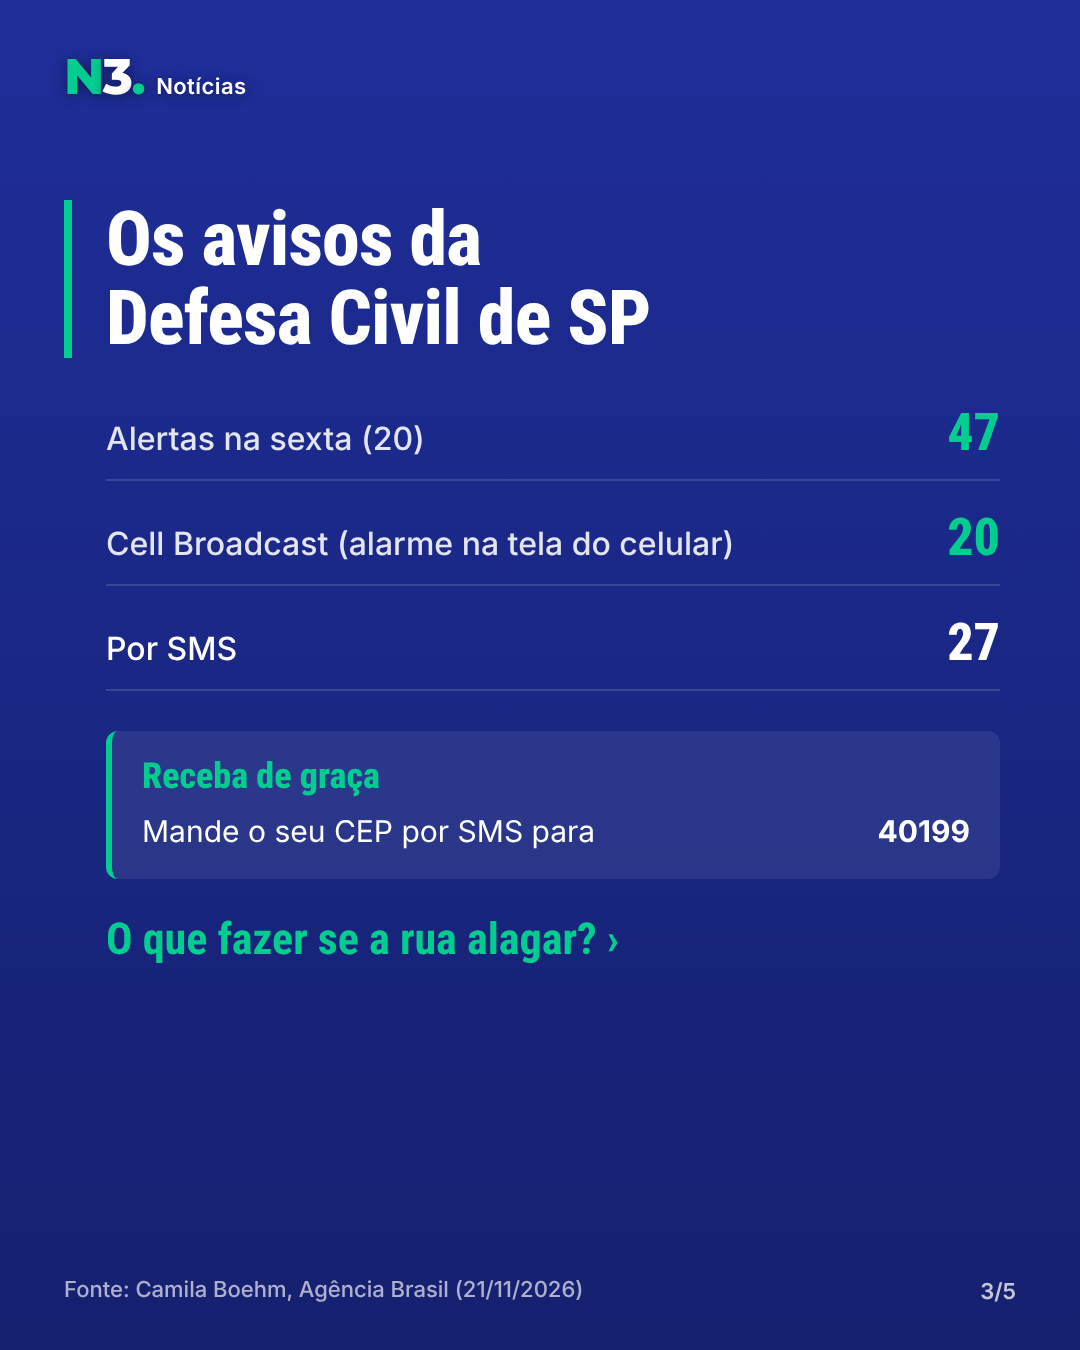 N3. Notícias
Os avisos da
Defesa Civil de SP
Alertas na sexta (20) 47
Cell Broadcast (alarme na tela do celular) 20
Por SMS 27
Receba de graça
Mande o seu CEP por SMS para 40199
O que fazer se a rua alagar? ›
Fonte: Camila Boehm, Agência Brasil (21/11/2026) 3/5